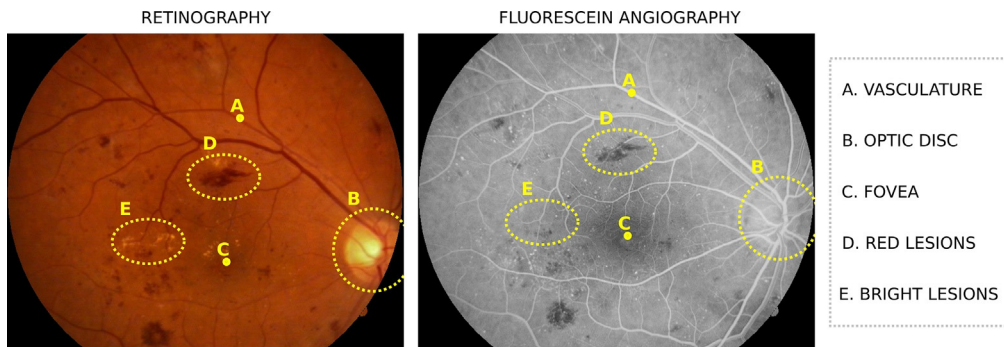 RETINOGRAPHY
FLUORESCEIN ANGIOGRAPHY
A
D
B
E
C
A
D
B
E
C
A. VASCULATURE
B. OPTIC DISC
C. FOVEA
D. RED LESIONS
E. BRIGHT LESIONS